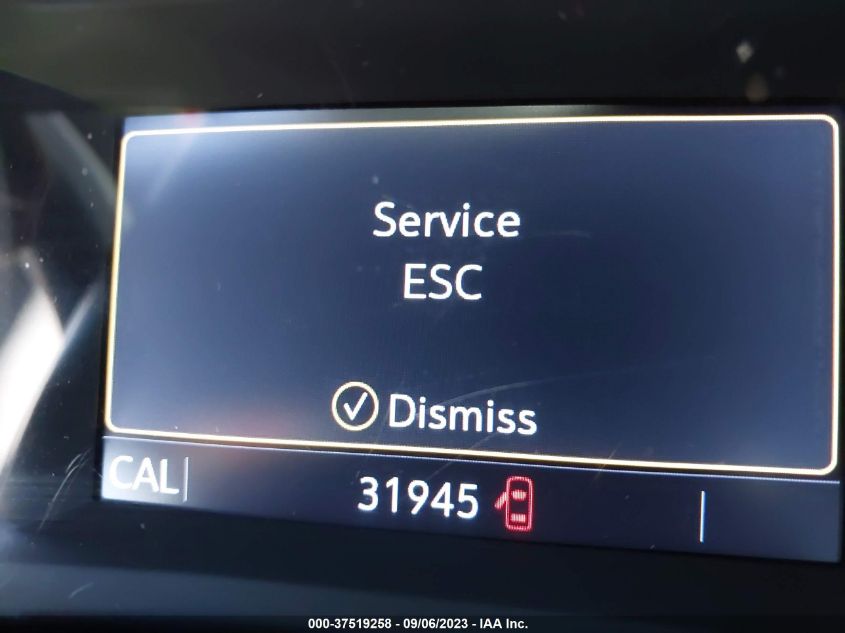 Service
ESC
Dismiss
CAL
31945
000-37519258 - 09/06/2023 - IAA Inc.